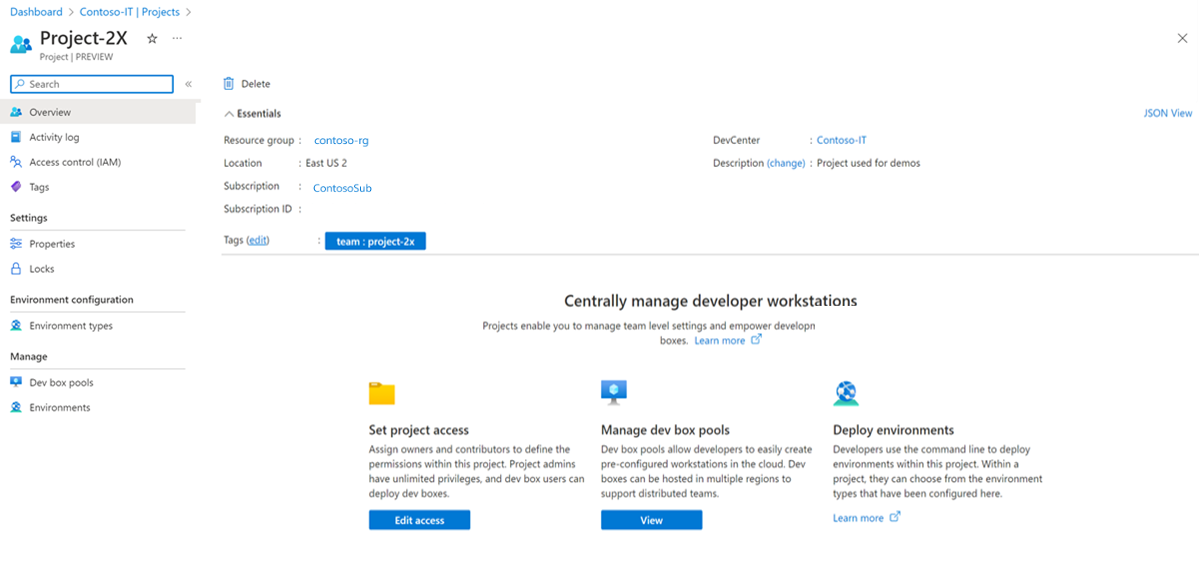 Dashboard > Contoso-IT | Projects >
Project-2X ☆ ...
Project | PREVIEW
Search «
Overview
Activity log
Access control (IAM)
Tags
Settings
Properties
Locks
Environment configuration
Environment types
Manage
Dev box pools
Environments
Delete
Essentials
JSON View
Resource group : contoso-rg
Location : East US 2
Subscription : ContosoSub
Subscription ID :
DevCenter : Contoso-IT
Description (change) : Project used for demos
Tags (edit) : team : project-2x
Centrally manage developer workstations
Projects enable you to manage team level settings and empower developn
boxes. Learn more
Set project access
Assign owners and contributors to define the
permissions within this project. Project admins
have unlimited privileges, and dev box users can
deploy dev boxes.
Edit access
Manage dev box pools
Dev box pools allow developers to easily create
pre-configured workstations in the cloud. Dev
boxes can be hosted in multiple regions to
support distributed teams.
View
Deploy environments
Developers use the command line to deploy
environments within this project. Within a
project, they can choose from the environment
types that have been configured here.
Learn more